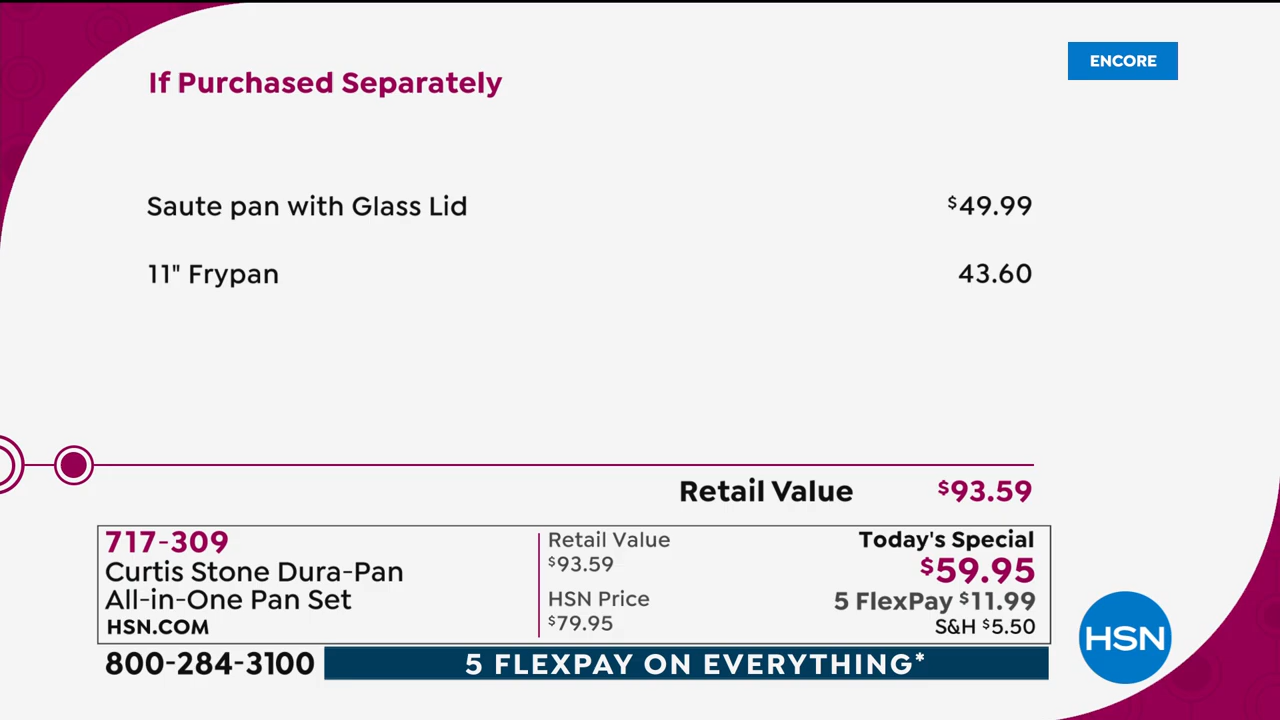 ENCORE
If Purchased Separately
Saute pan with Glass Lid $49.99
11" Frypan 43.60
Retail Value $93.59
717-309
Curtis Stone Dura-Pan
All-in-One Pan Set
HSN.COM
Retail Value
$93.59
HSN Price
$79.95
Today's Special
$59.95
5 FlexPay $11.99
S&H $5.50
HSN
800-284-3100
5 FLEXPAY ON EVERYTHING*